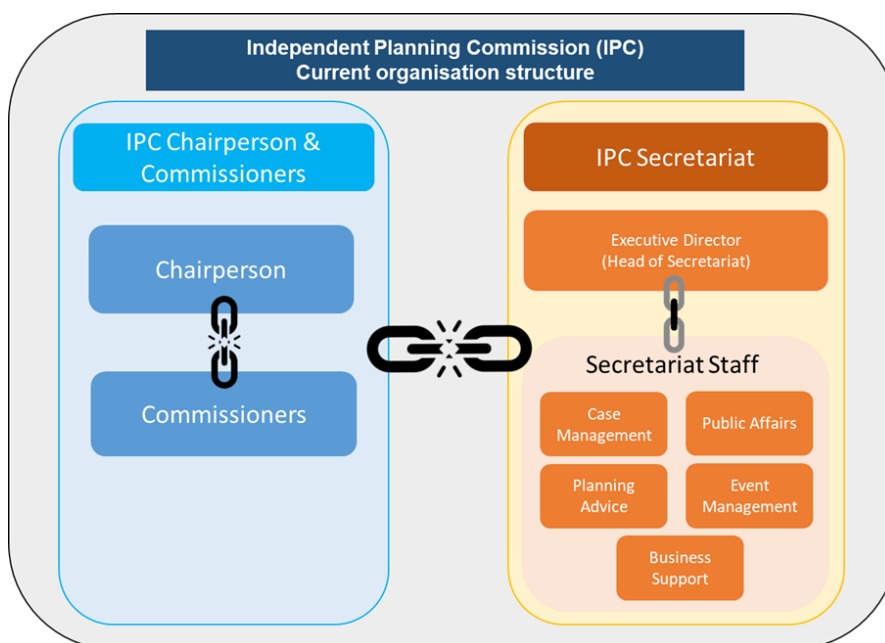 Independent Planning Commission (IPC)
Current organisation structure
IPC Chairperson &
Commissioners
Chairperson
Commissioners
IPC Secretariat
Executive Director
(Head of Secretariat)
Secretariat Staff
Case
Management
Public Affairs
Planning
Advice
Event
Management
Business
Support